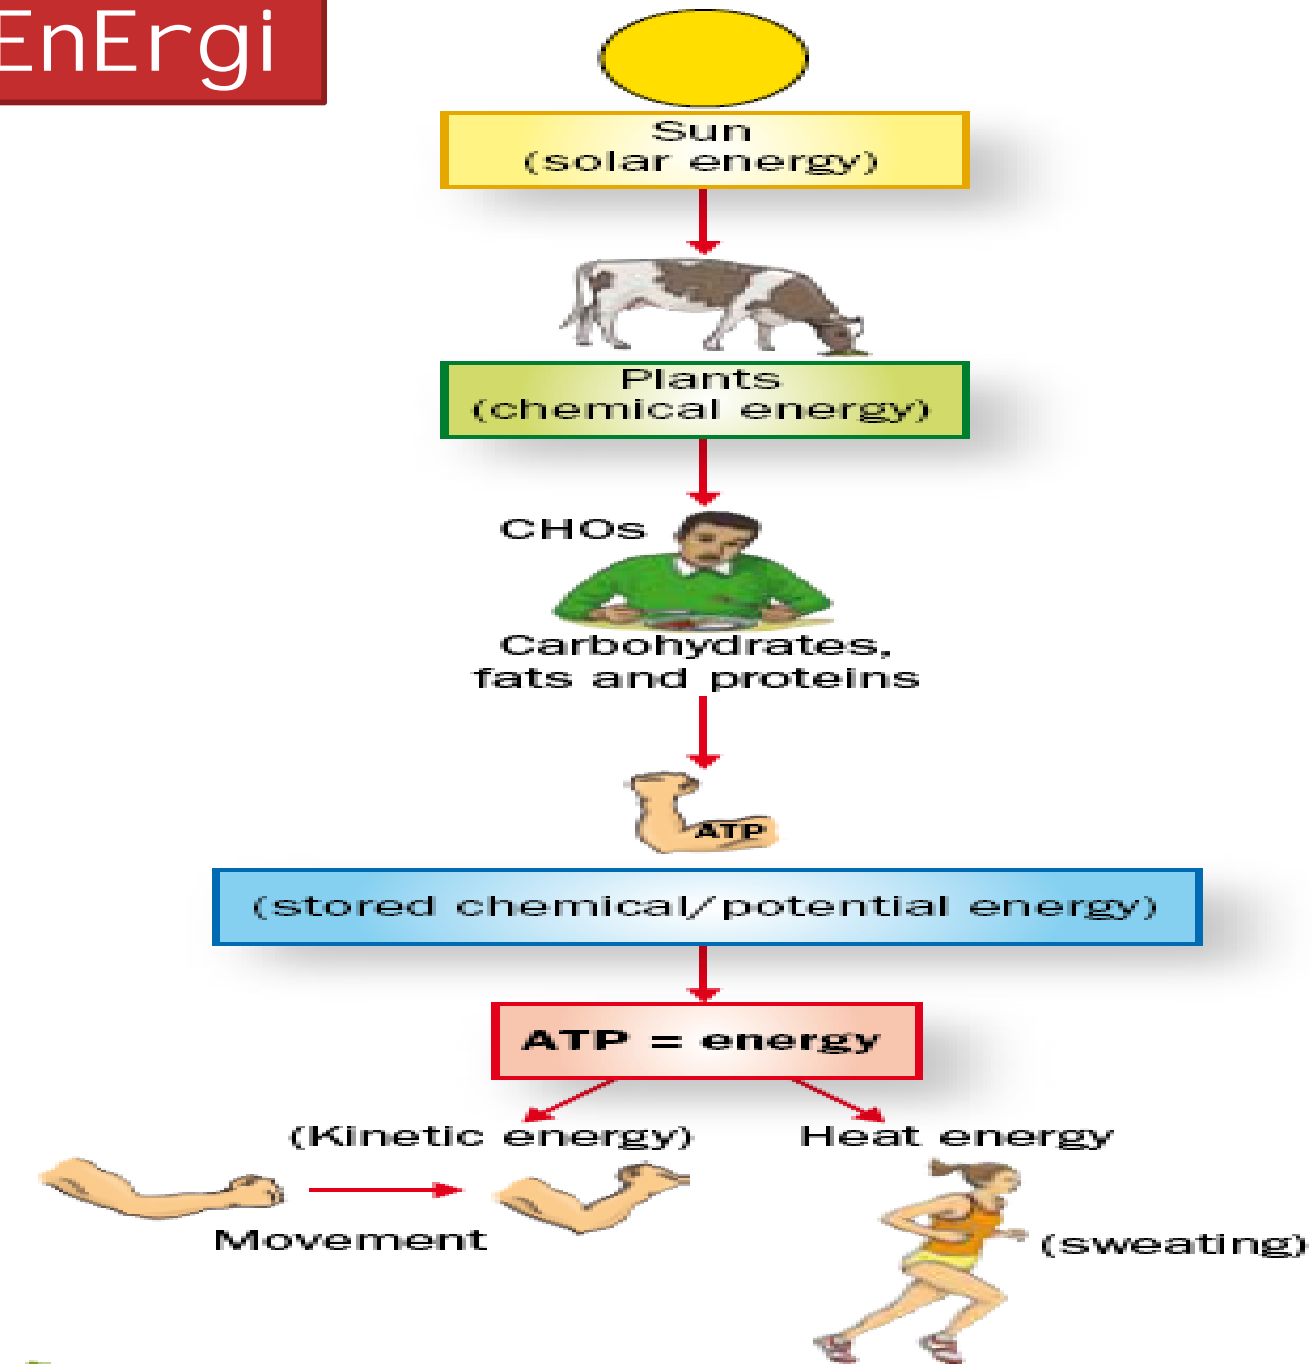 EnErgi
Sun
(solar energy)
Plants
(chemical energy)
CHOs
Carbohydrates,
fats and proteins
ATP
(stored chemical/potential energy)
ATP = energy
(Kinetic energy)
Heat energy
Movement
(sweating)